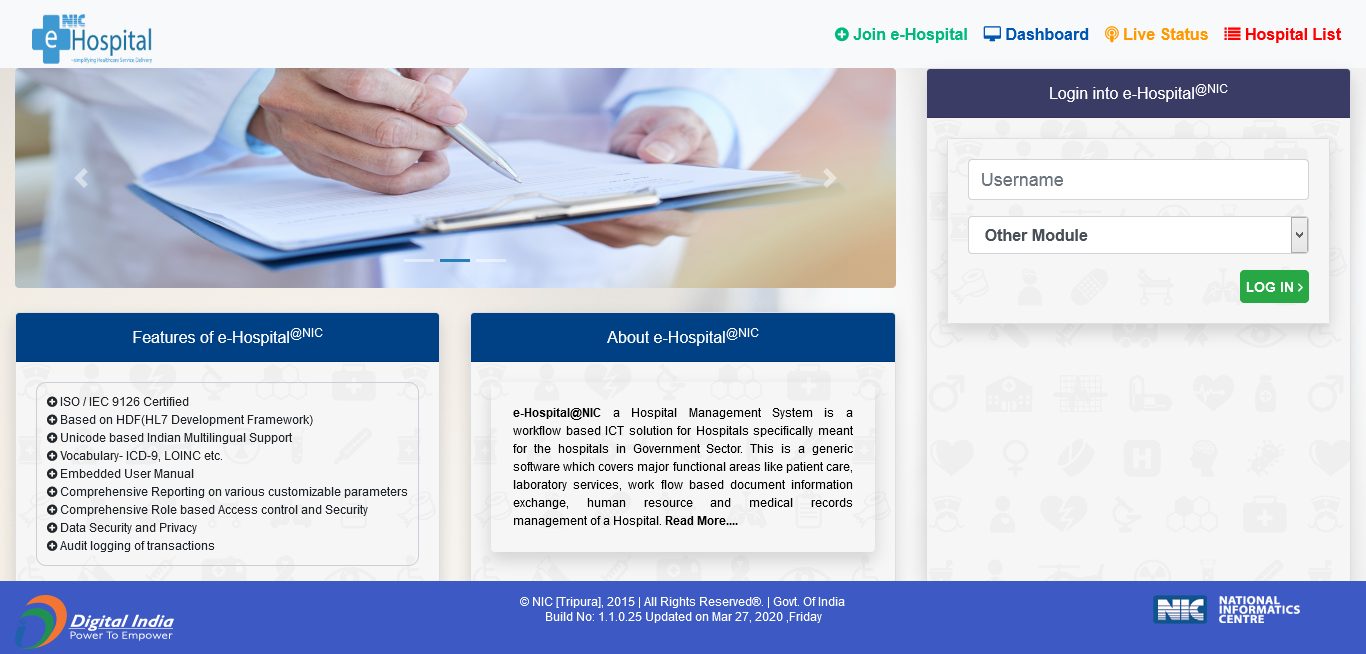 NIC
e Hospital
~simplifying Healthcare Service Delivery
Join e-Hospital
Dashboard
Live Status
Hospital List
Login into e-Hospital@NIC
Username
Other Module
LOG IN ›
Features of e-Hospital@NIC
ISO / IEC 9126 Certified
Based on HDF(HL7 Development Framework)
Unicode based Indian Multilingual Support
Vocabulary- ICD-9, LOINC etc.
Embedded User Manual
Comprehensive Reporting on various customizable parameters
Comprehensive Role based Access control and Security
Data Security and Privacy
Audit logging of transactions
About e-Hospital@NIC
e-Hospital@NIC a Hospital Management System is a
workflow based ICT solution for Hospitals specifically meant
for the hospitals in Government Sector. This is a generic
software which covers major functional areas like patient care,
laboratory services, work flow based document information
exchange, human resource and medical records
management of a Hospital. Read More....
Digital India
Power To Empower
© NIC [Tripura], 2015 | All Rights Reserved®. | Govt. Of India
Build No: 1.1.0.25 Updated on Mar 27, 2020 ,Friday
NIC
NATIONAL
INFORMATICS
CENTRE